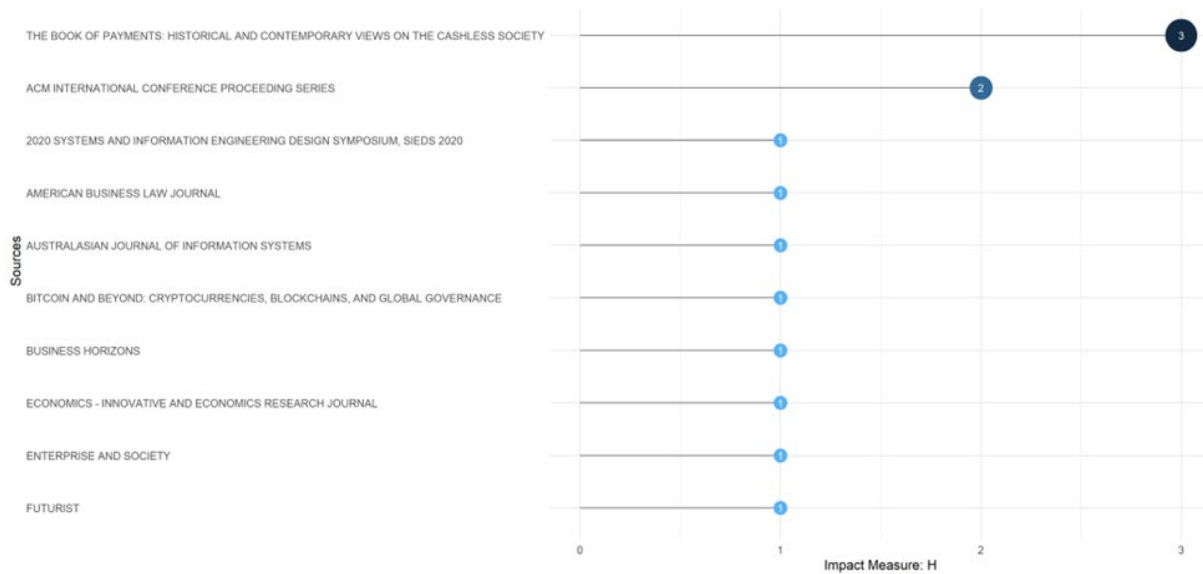 THE BOOK OF PAYMENTS: HISTORICAL AND CONTEMPORARY VIEWS ON THE CASHLESS SOCIETY
3
ACM INTERNATIONAL CONFERENCE PROCEEDING SERIES
2
2020 SYSTEMS AND INFORMATION ENGINEERING DESIGN SYMPOSIUM, SIEDS 2020
1
AMERICAN BUSINESS LAW JOURNAL
1
AUSTRALASIAN JOURNAL OF INFORMATION SYSTEMS
1
Sources
BITCOIN AND BEYOND: CRYPTOCURRENCIES, BLOCKCHAINS, AND GLOBAL GOVERNANCE
1
BUSINESS HORIZONS
1
ECONOMICS - INNOVATIVE AND ECONOMICS RESEARCH JOURNAL
1
ENTERPRISE AND SOCIETY
1
FUTURIST
1
0 1 2 3
Impact Measure: H